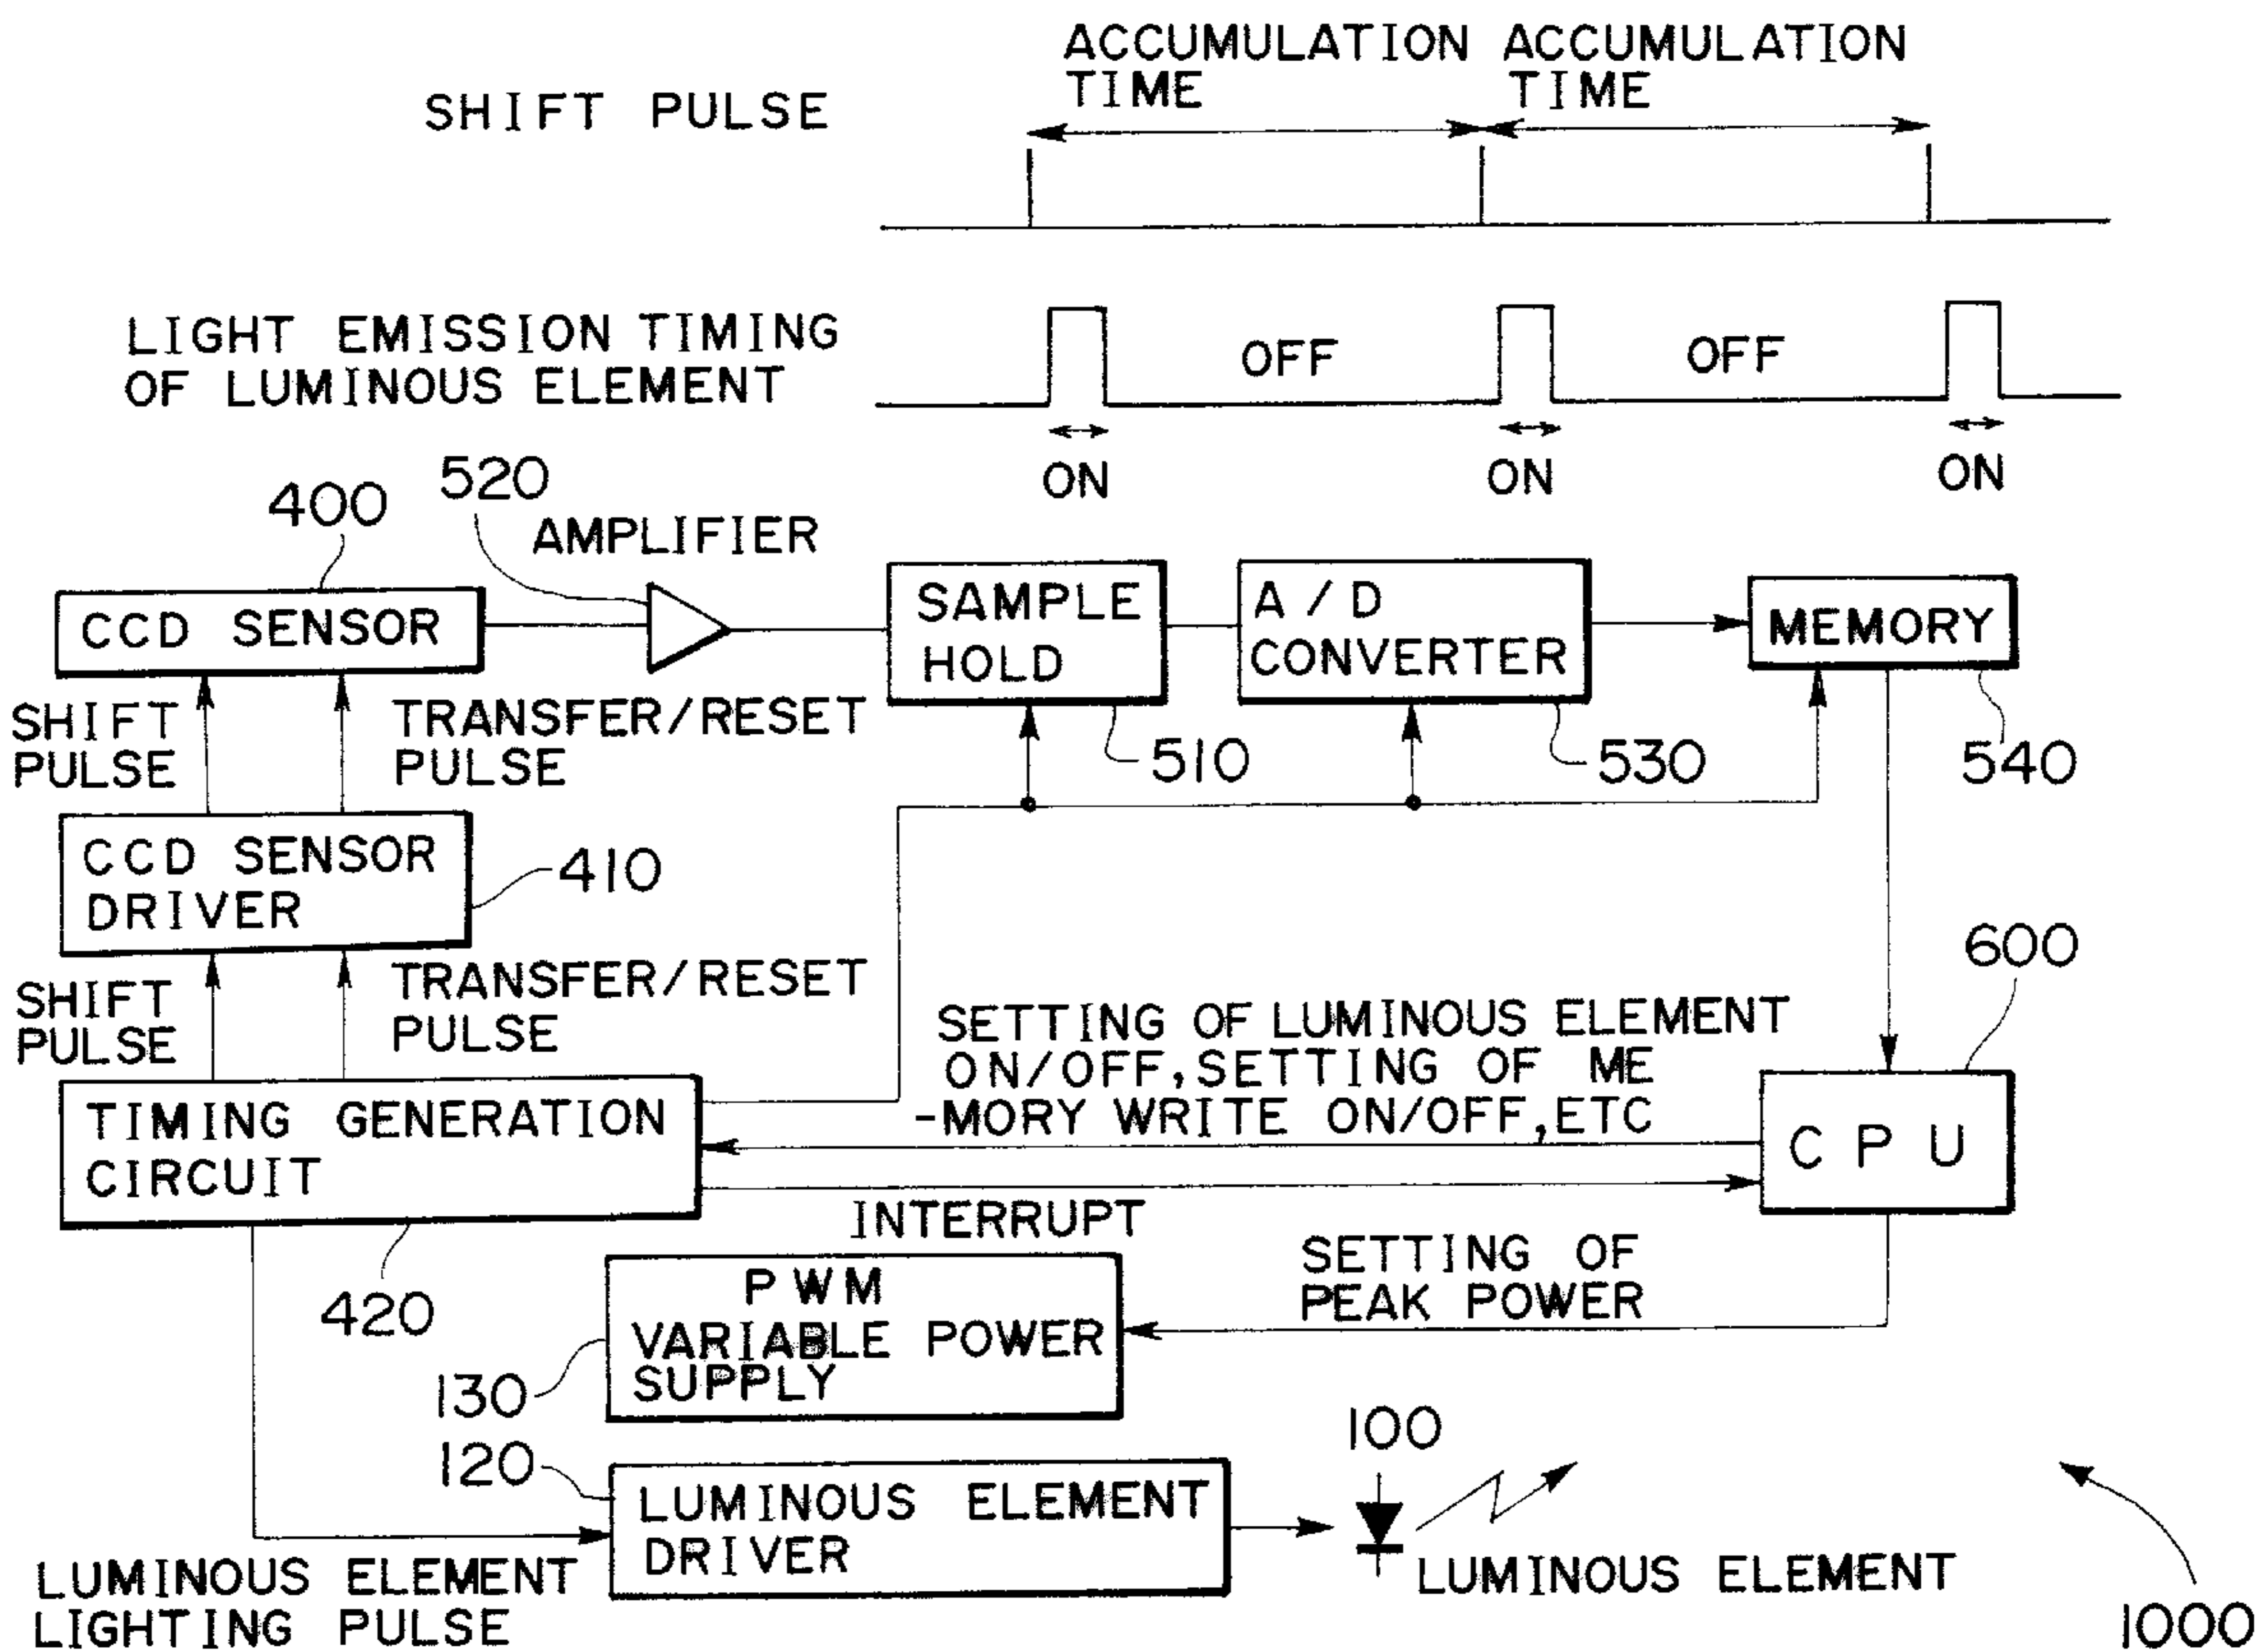 ACCUMULATION ACCUMULATION
TIME TIME
SHIFT PULSE
LIGHT EMISSION TIMING
OF LUMINOUS ELEMENT
OFF OFF
ON ON ON
400
520
AMPLIFIER
CCD SENSOR
SAMPLE
HOLD
A/D
CONVERTER
MEMORY
SHIFT
PULSE
TRANSFER/RESET
PULSE
510
530
540
CCD SENSOR
DRIVER
410
600
SHIFT
PULSE
TRANSFER/RESET
PULSE
SETTING OF LUMINOUS ELEMENT
ON/OFF,SETTING OF ME
-MORY WRITE ON/OFF,ETC
TIMING GENERATION
CIRCUIT
CPU
INTERRUPT
420
PWM
VARIABLE POWER
SUPPLY
SETTING OF
PEAK POWER
130
120
100
LUMINOUS ELEMENT
DRIVER
LUMINOUS ELEMENT
LUMINOUS ELEMENT
LIGHTING PULSE
1000